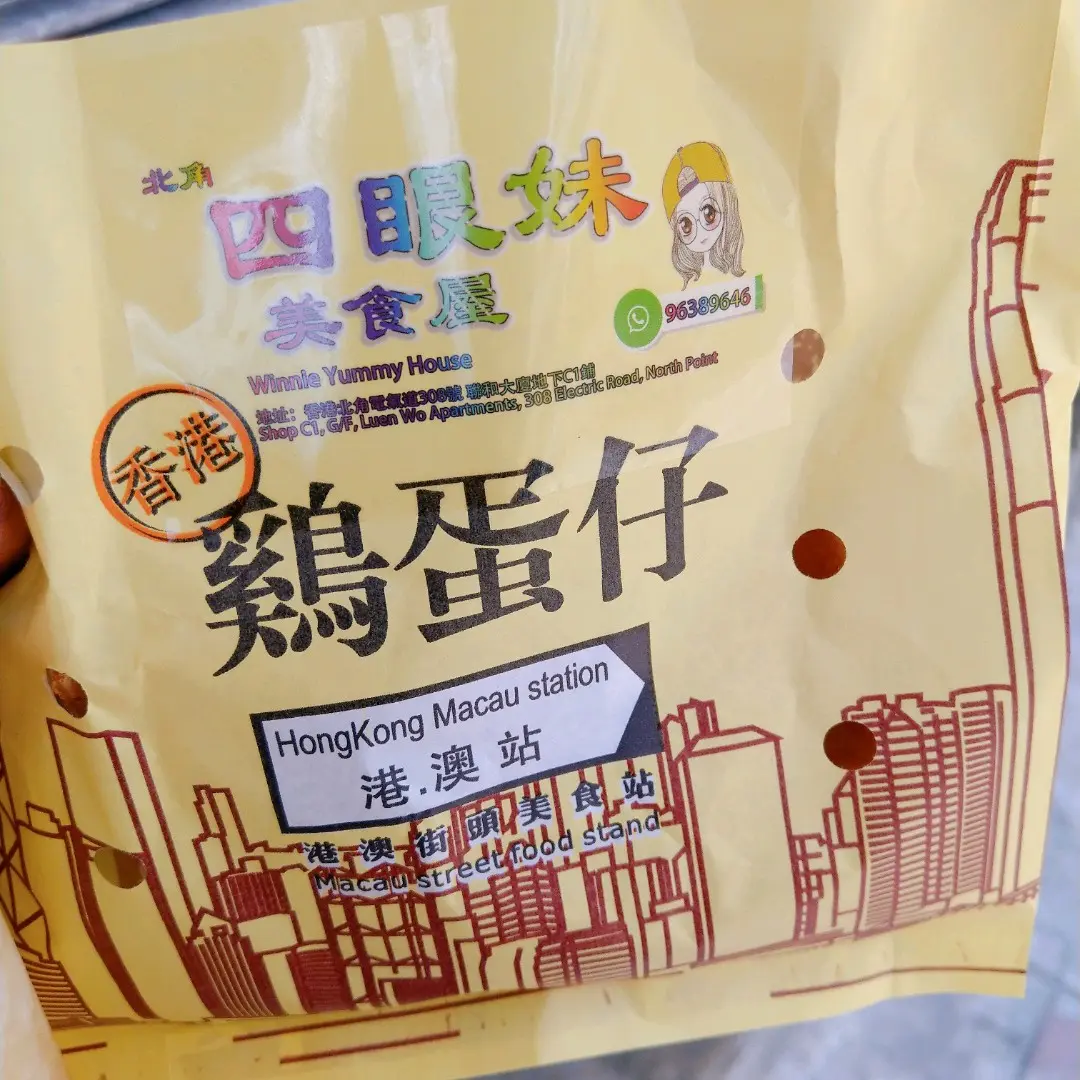 北角
四眼妹
美食屋
96389646
Winnie Yummy House
地址：香港北角電氣道308號 聯和大廈地下C1舖
Shop C1, G/F, Luen Wo Apartments, 308 Electric Road, North Point
香港
鷄蛋仔
HongKong Macau station
港.澳站
港澳街頭美食站
Macau street food stand